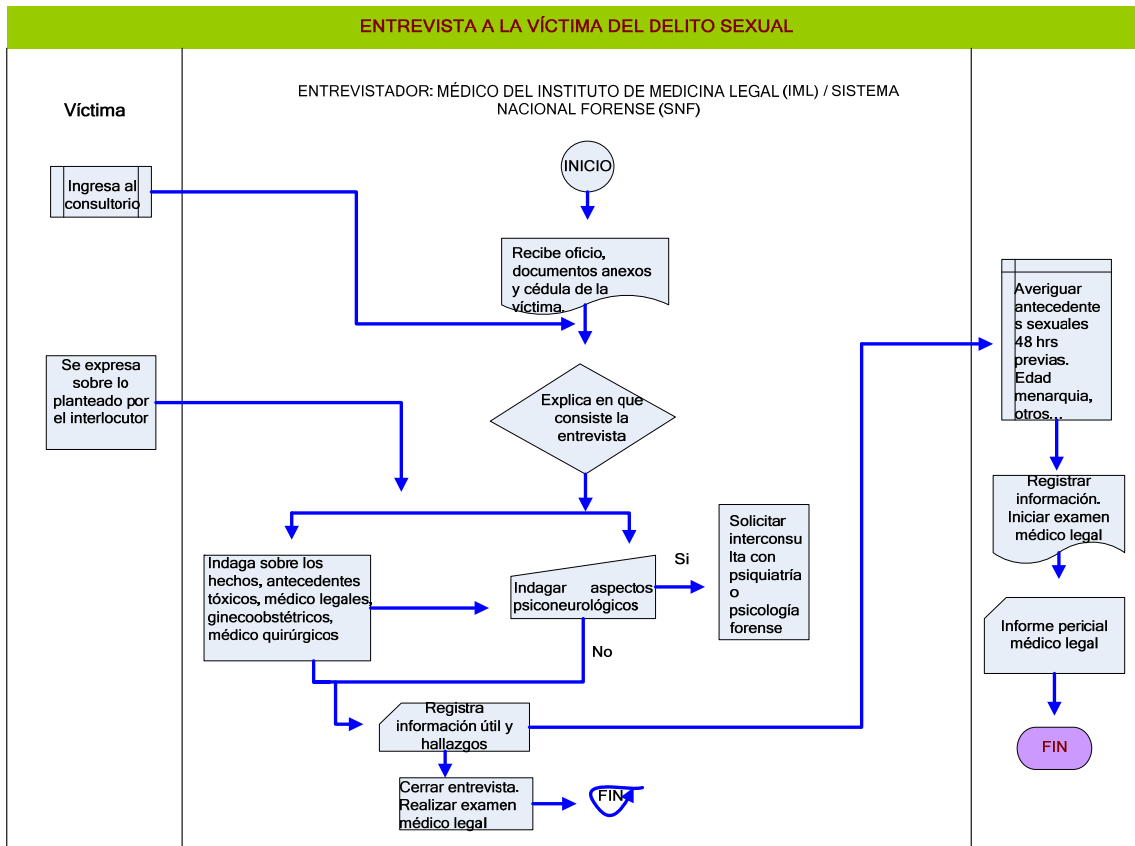 ENTREVISTA A LA VÍCTIMA DEL DELITO SEXUAL
Víctima
ENTREVISTADOR: MÉDICO DEL INSTITUTO DE MEDICINA LEGAL (IML) / SISTEMA
NACIONAL FORENSE (SNF)
INICIO
Ingresa al
consultorio
Recibe oficio,
documentos anexos
y cédula de la
víctima.
Averiguar
antecedente
s sexuales
48 hrs
previas.
Edad
menarquia,
otros...
Se expresa
sobre lo
planteado por
el interlocutor
Explica en que
consiste la
entrevista
Registrar
información.
Iniciar examen
médico legal
Indaga sobre los
hechos, antecedentes
tóxicos, médico legales,
ginecoobstétricos,
médico quirúrgicos
Indagar aspectos
psiconeurológicos
Si
No
Solicitar
interconsu
lta con
psiquiatría
o
psicología
forense
Informe pericial
médico legal
Registra
información útil y
hallazgos
FIN
Cerrar entrevista.
Realizar examen
médico legal
FIN